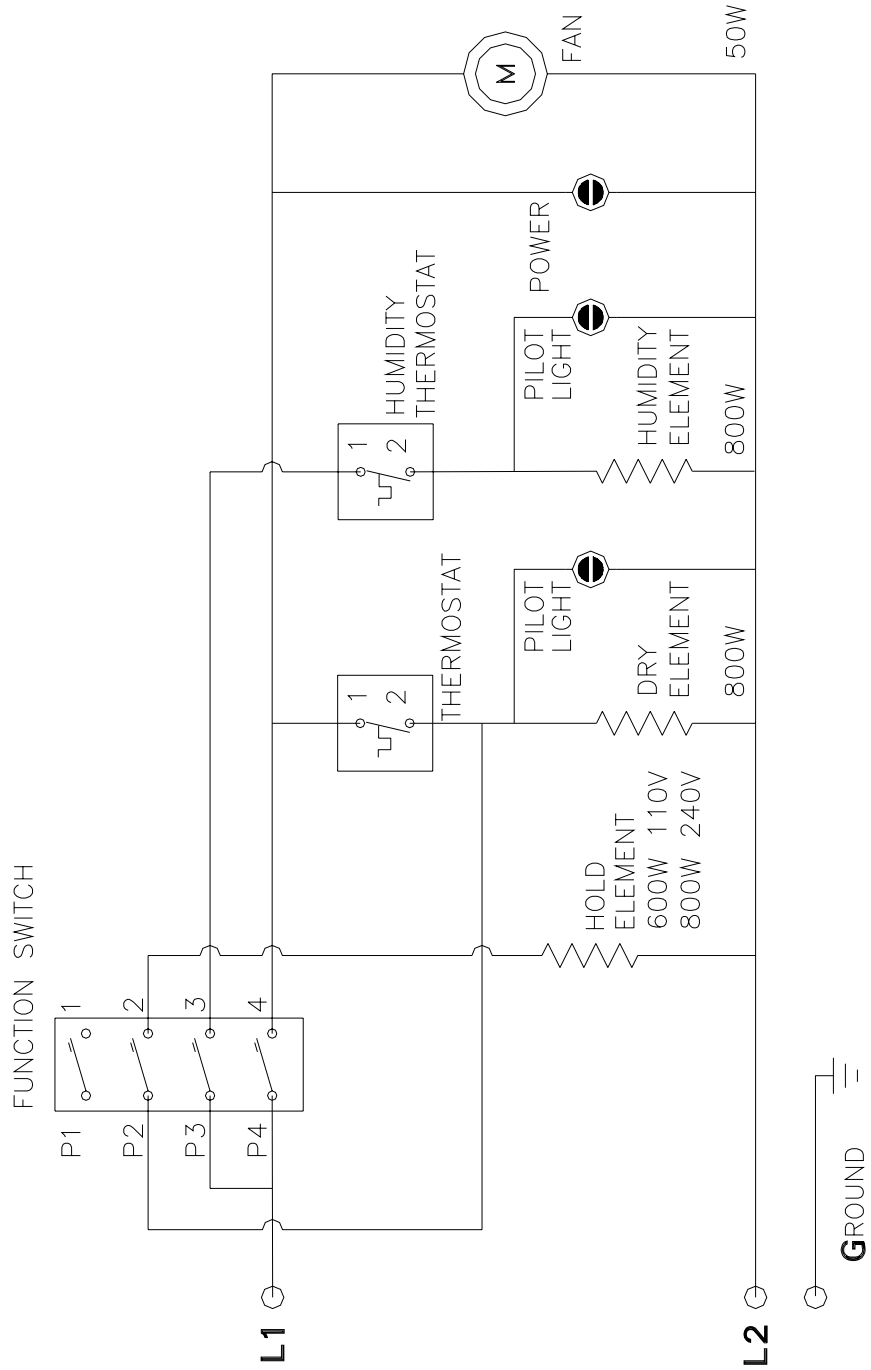 FUNCTION SWITCH
P1
1
P2
2
P3
3
P4
4
L1
1
2
THERMOSTAT
1
2
HUMIDITY
THERMOSTAT
M
FAN
50W
POWER
PILOT
LIGHT
HUMIDITY
ELEMENT
800W
PILOT
LIGHT
DRY
ELEMENT
800W
HOLD
ELEMENT
600W 110V
800W 240V
L2
GROUND